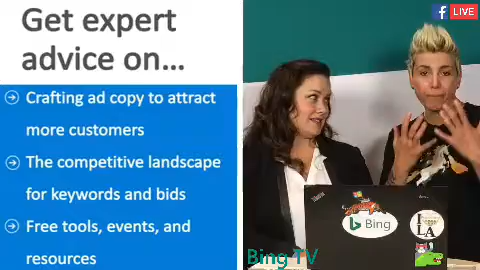 Get expert
advice on...
Crafting ad copy to attract
more customers
The competitive landscape
for keywords and bids
Free tools, events, and
resources
f LIVE
Bing
LA
Bing TV